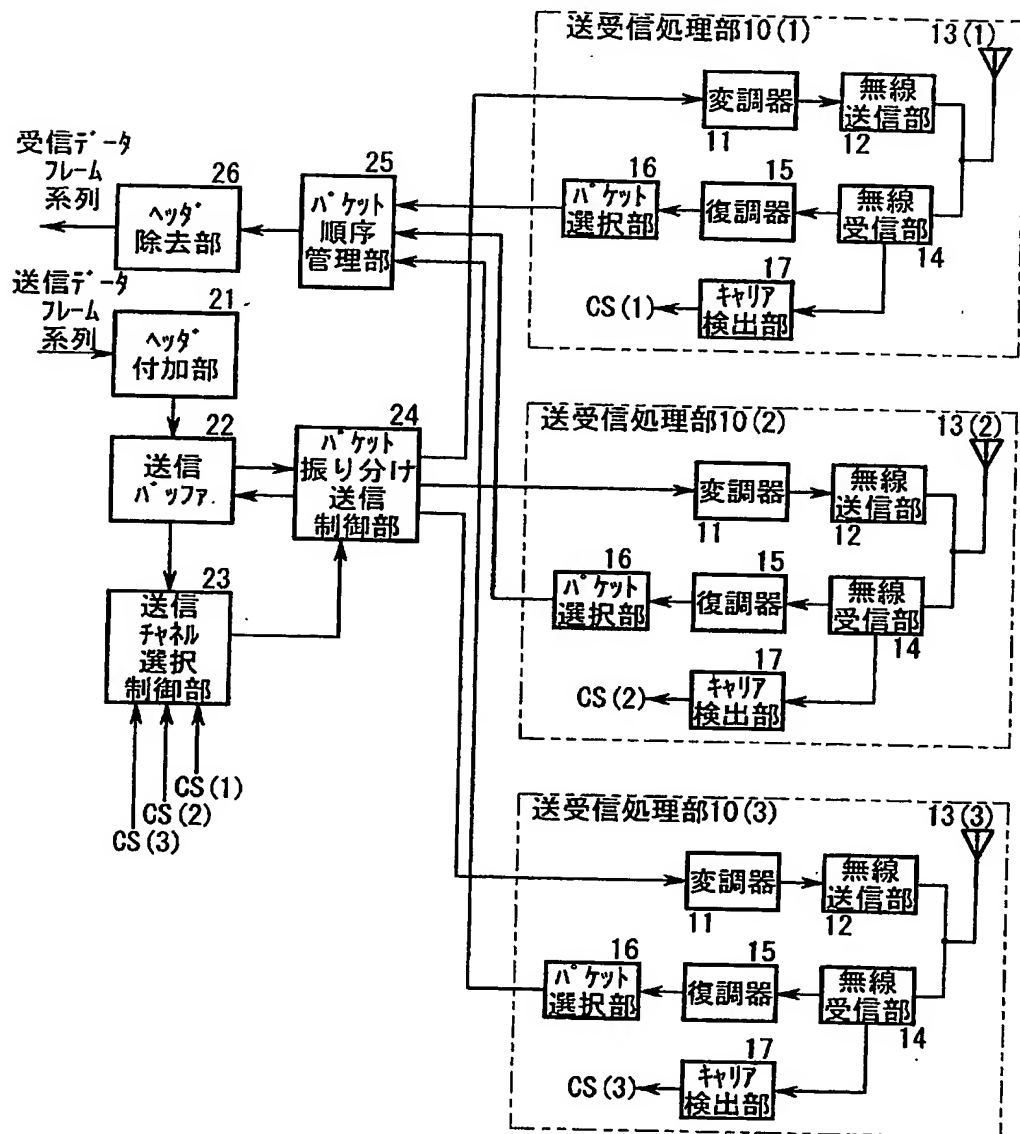 送受信処理部10(1)
13(1)
変調器
11
無線
送信部
12
受信データ
フレーム
系列
26
ヘッダ
除去部
25
パケット
順序
管理部
16
パケット
選択部
15
復調器
無線
受信部
14
17
キャリア
検出部
CS(1)
送信データ
フレーム
系列
21
ヘッダ
付加部
22
送信
バッファ
24
パケット
振り分け
送信
制御部
23
送信
チャネル
選択
制御部
CS(1)
CS(2)
CS(3)
送受信処理部10(2)
13(2)
変調器
11
無線
送信部
12
16
パケット
選択部
15
復調器
無線
受信部
14
17
キャリア
検出部
CS(2)
送受信処理部10(3)
13(3)
変調器
11
無線
送信部
12
16
パケット
選択部
15
復調器
無線
受信部
14
17
キャリア
検出部
CS(3)